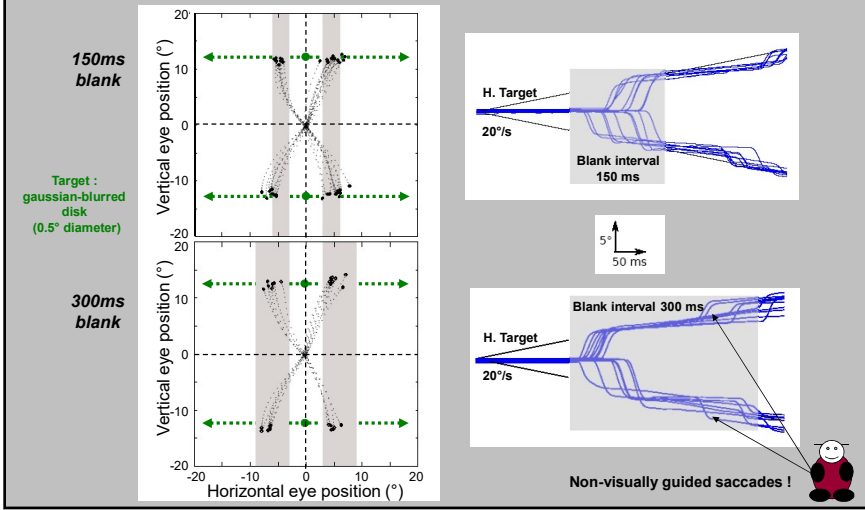 150ms
blank
Target :
gaussian-blurred
disk
(0.5° diameter)
300ms
blank
Vertical eye position (°)
20
10
0
-10
-20
Vertical eye position (°)
20
10
0
-10
-20
-20
-10
0
10
20
Horizontal eye position (°)
H. Target
20°/s
Blank interval
150 ms
5°
50 ms
Blank interval 300 ms
H. Target
20°/s
Non-visually guided saccades !